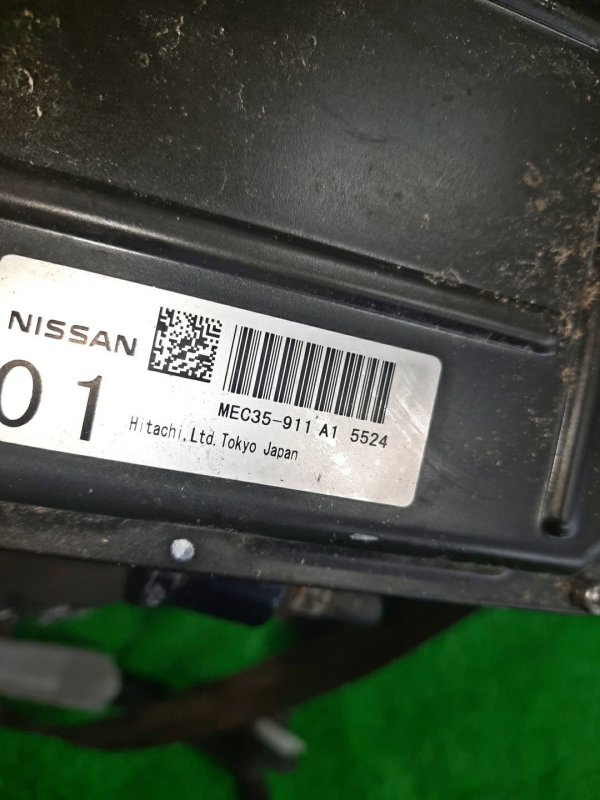 NISSAN
01
MEC35-911 A1 5524
Hitachi,Ltd. Tokyo Japan